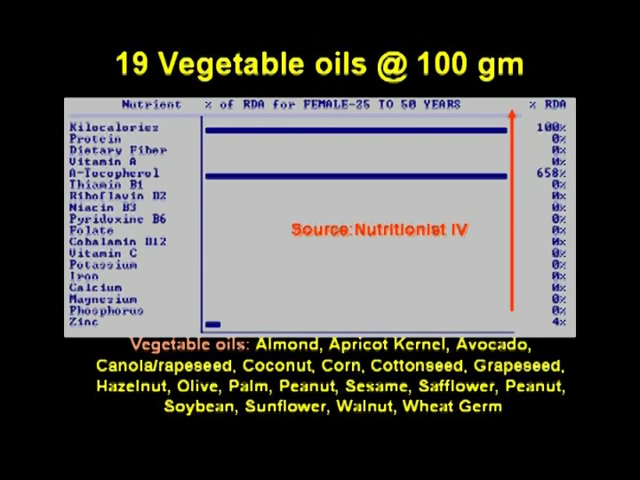 19 Vegetable oils @ 100 gm
Nutrient % of RDA for FEMALE-25 TO 50 YEARS % RDA
Kilocalories 100%
Protein 0%
Dietary Fiber 0%
Vitamin A 0%
A-Tocopherol 658%
Thiamin B1 0%
Riboflavin B2 0%
Niacin B3 0%
Pyridoxine B6 0%
Source:Nutritionist IV
Folate 0%
Cobalamin B12 0%
Vitamin C 0%
Potassium 0%
Iron 0%
Calcium 0%
Magnesium 0%
Phosphorus 0%
Zinc 4%
Vegetable oils: Almond, Apricot Kernel, Avocado,
Canola/rapeseed, Coconut, Corn, Cottonseed, Grapeseed,
Hazelnut, Olive, Palm, Peanut, Sesame, Safflower, Peanut,
Soybean, Sunflower, Walnut, Wheat Germ